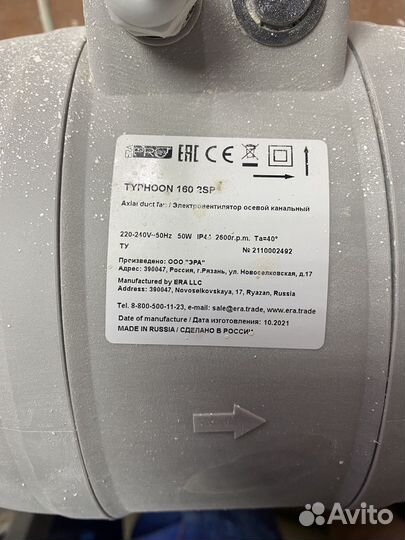 ERA PRO EAC CE
TYPHOON 160 2SP
Axial duct fan / Электровентилятор осевой канальный
220-240V~50Hz 50W 2600r.p.m. Ta=40°
ТУ № 2110002492
Произведено: ООО "ЭРА"
Адрес: 390047, Россия, г.Рязань, ул. Новоселковская, д.17
Manufactured by ERA LLC
Address: 390047, Novoselkovskaya, 17, Ryazan, Russia
Tel. 8-800-500-11-23, e-mail: sale@era.trade, www.era.trade
Date of manufacture / Дата изготовления: 10.2021
MADE IN RUSSIA / СДЕЛАНО В РОССИИ
Avito